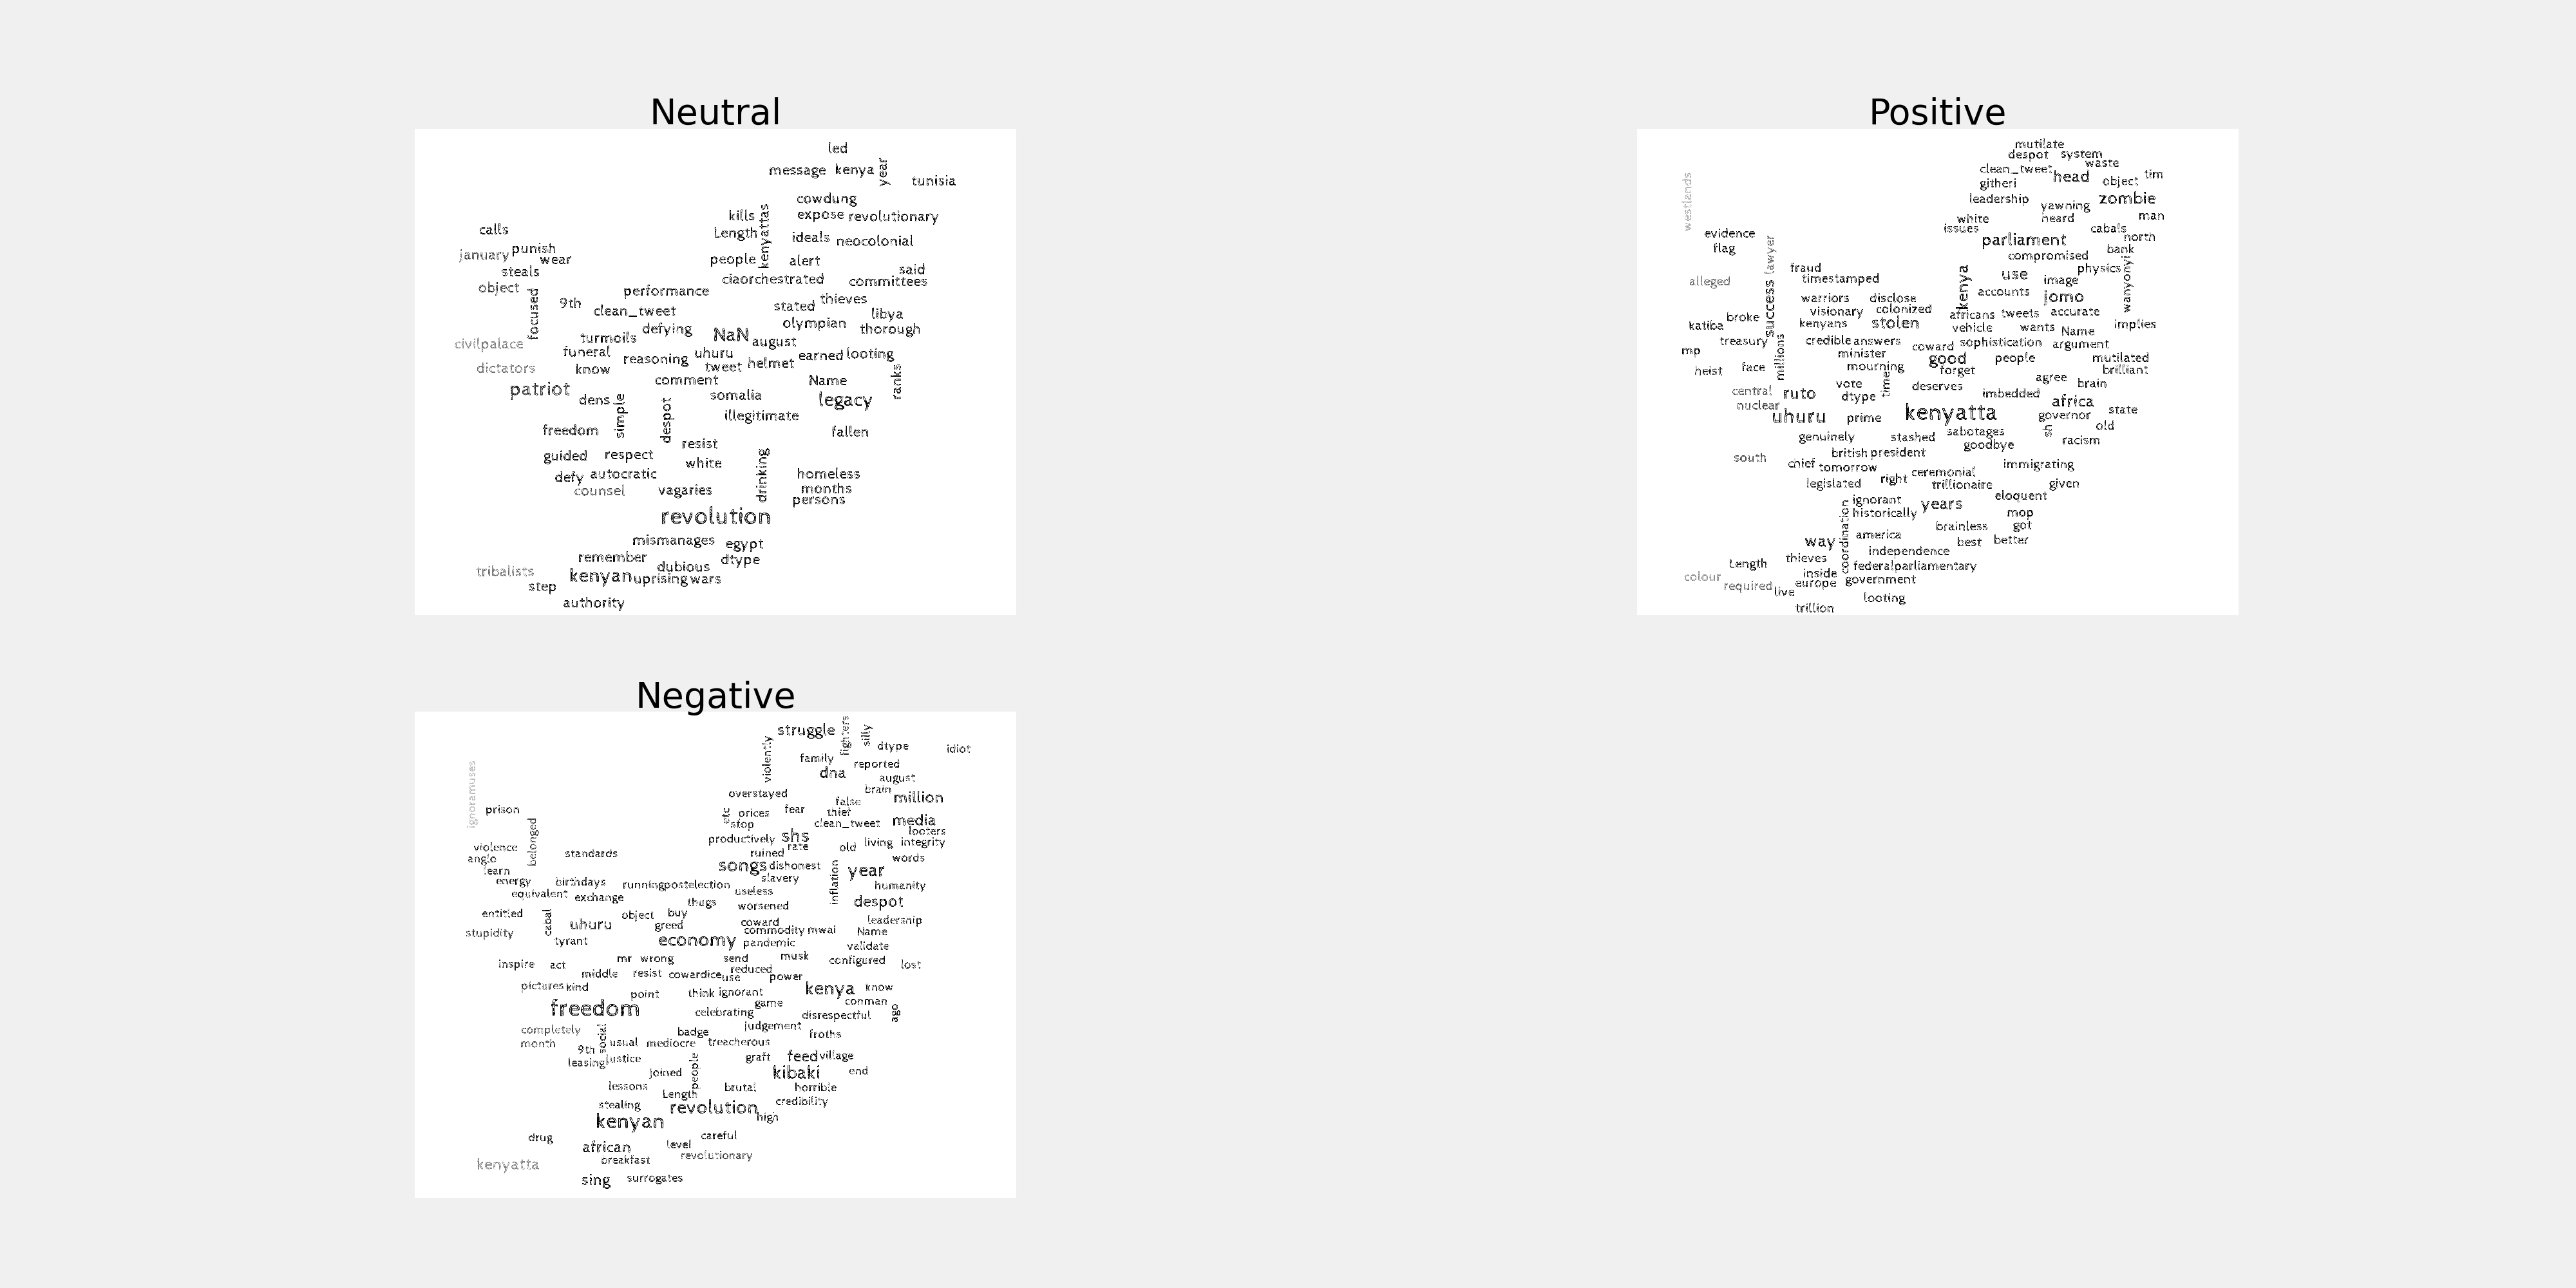 Neutral
led
message kenya year
tunisia
cowdung
kills kenyattas expose revolutionary
calls Length ideals neocolonial
january punish wear people alert
steals ciaorchestrated said committees
object focused 9th performance stated thieves
clean_tweet olympian libya
civilpalace turmoils defying NaN august thorough
funeral reasoning uhuru tweet helmet earned looting
dictators know comment Name ranks
patriot dens simple despot somalia legacy
illegitimate
freedom resist fallen
guided respect white drinking
defy autocratic homeless
counsel vagaries months
persons
revolution
mismanages egypt
remember dubious dtype
tribalists kenyan uprising wars
step
authority
Positive
mutilate
despot system
clean_tweet waste
githeri head object tim
westlands leadership yawning zombie
white heard man
evidence issues cabals
flag lawyer parliament north
compromised bank
alleged fraud timestamped kenya use image physics wanyonyi
success warriors disclose accounts jomo
broke visionary colonized africans tweets accurate
katiba kenyans stolen vehicle wants Name implies
treasury credible answers coward sophistication argument
mp millions minister good people mutilated
heist face mourning forget brilliant
central vote time deserves agree brain
nuclear ruto dtype imbedded africa
uhuru prime kenyatta governor state
sabotages sh old
genuinely stashed goodbye racism
south british president
chief tomorrow ceremonial immigrating
legislated right trillionaire given
ignorant years eloquent
coordination historically mop
brainless got
way america best better
thieves independence
Length inside federalparliamentary
colour required europe government
live looting
trillion
Negative
struggle fighters silly
violently dtype idiot
family reported
dna august
ignoramuses overstayed brain million
prison etc prices fear false thief
stop clean_tweet media
belonged productively shs looters
violence standards ruined rate old living integrity
anglo songs dishonest words
learn slavery inflation year
energy birthdays runningpostelection humanity
equivalent exchange useless
thugs worsened despot
entitled cabal object buy leadership
uhuru greed coward
stupidity commodity mwai Name
tyrant economy pandemic validate
mr wrong send musk configured
inspire act reduced lost
middle resist cowardice use power
pictures kind point think ignorant kenya know
freedom game conman
celebrating disrespectful ago
completely social badge judgement froths
month usual mediocre treacherous
9th justice graft feed village
leasing joined people kibaki end
lessons brutal horrible
stealing Length revolution credibility
kenyan high
drug careful
african level
kenyatta breakfast revolutionary
sing surrogates